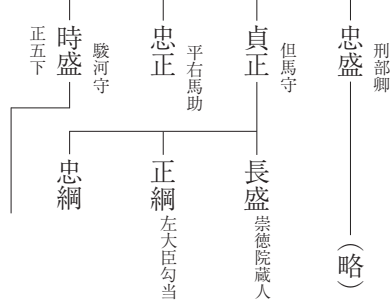 刑部卿
忠盛
（略）
但馬守
貞正
平右馬助
忠正
駿河守
時盛
正五下
長盛
崇徳院蔵人
正綱
左大臣勾当
忠綱